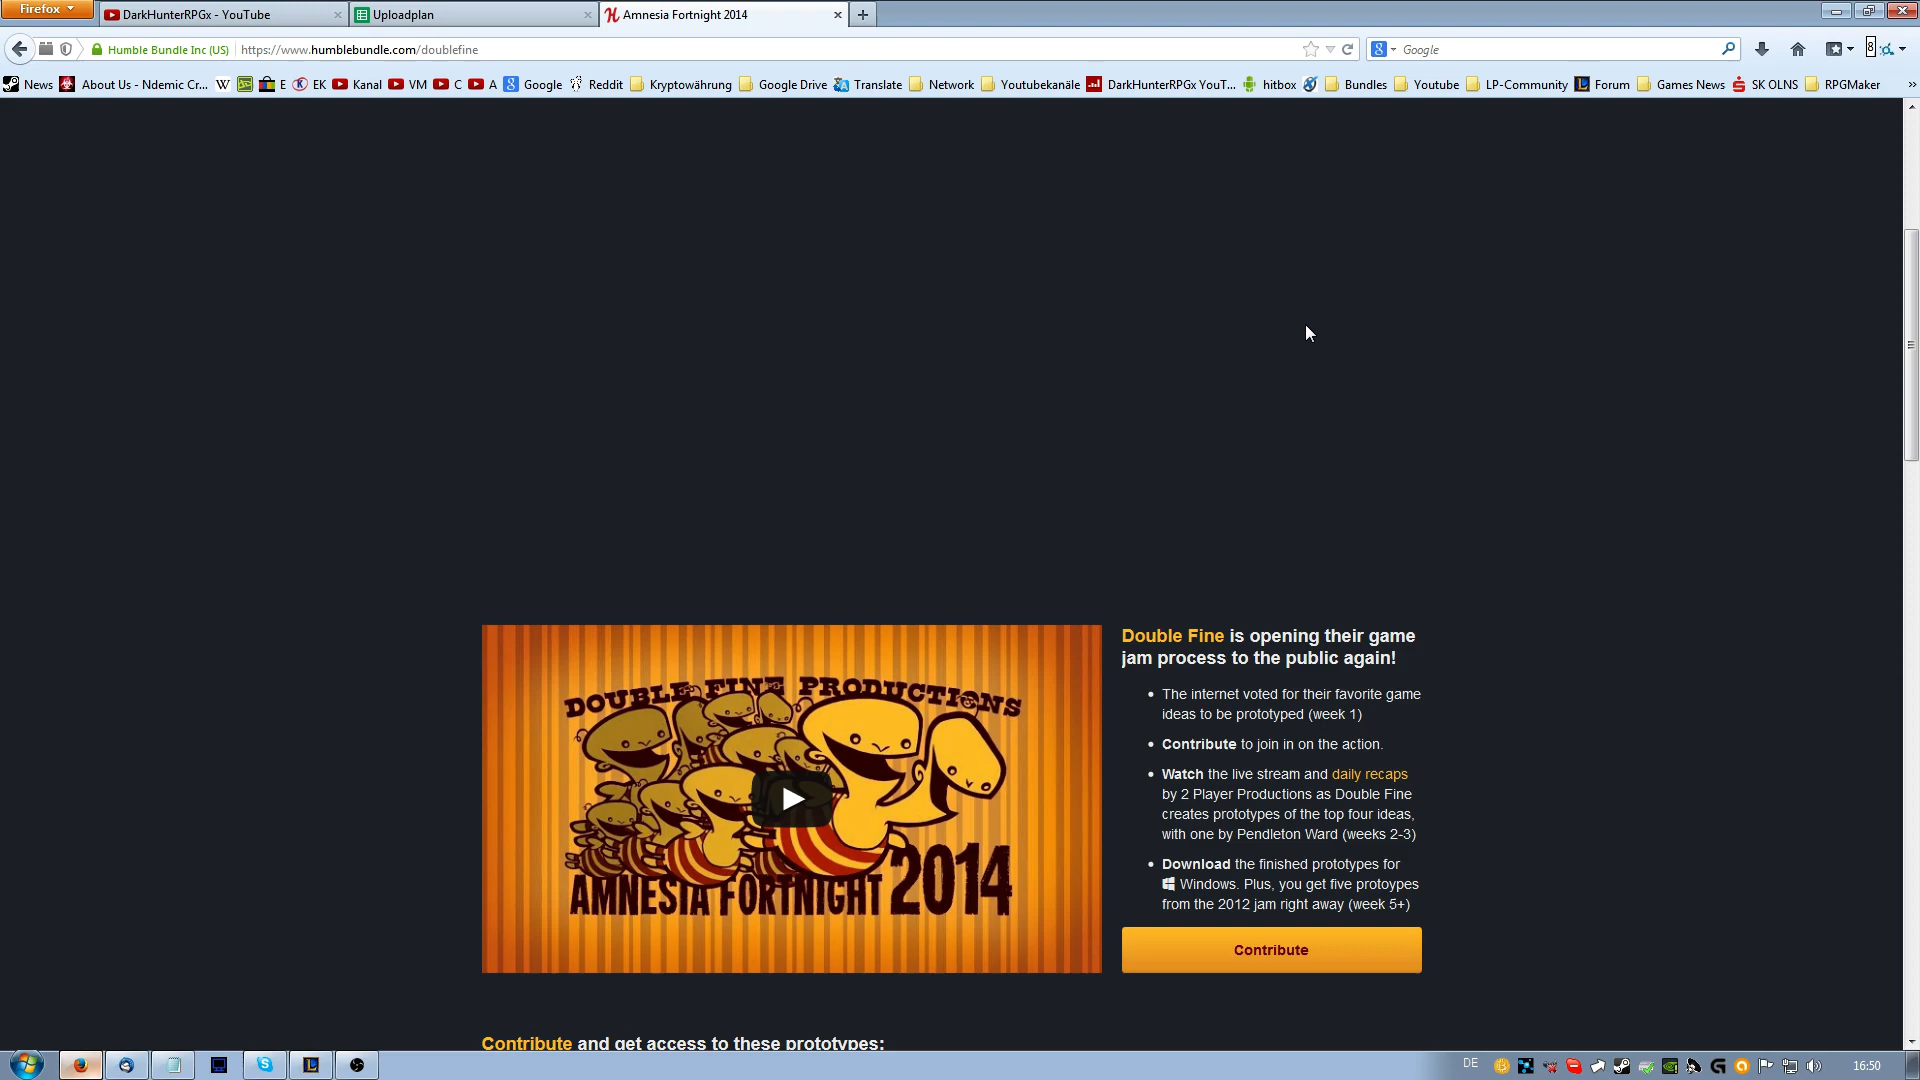 Firefox
DarkHunterRPGx - YouTube
Uploadplan
Amnesia Fortnight 2014
Humble Bundle Inc (US)
https://www.humblebundle.com/doublefine
Google
News
About Us - Ndemic Cr...
W
E
EK
Kanal
VM
C
A
Google
Reddit
Kryptowährung
Google Drive
Translate
Network
Youtubekanäle
DarkHunterRPGx YouT...
hitbox
Bundles
Youtube
LP-Community
Forum
Games News
SK OLNS
RPGMaker
Double Fine is opening their game
jam process to the public again!
The internet voted for their favorite game
ideas to be prototyped (week 1)
Contribute to join in on the action.
Watch the live stream and daily recaps
by 2 Player Productions as Double Fine
creates prototypes of the top four ideas,
with one by Pendleton Ward (weeks 2-3)
Download the finished prototypes for
Windows. Plus, you get five protoypes
from the 2012 jam right away (week 5+)
Contribute
DOUBLE FINE PRODUCTIONS
AMNESIA FORTNIGHT 2014
Contribute and get access to these prototypes:
DE
16:50